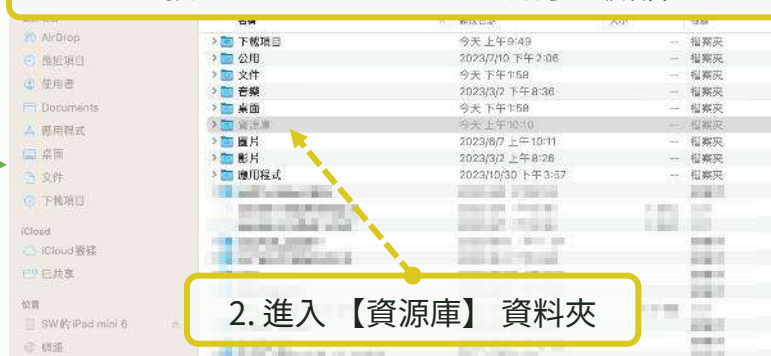 AirDrop
最近項目
使用者
Documents
應用程式
桌面
文件
下載項目
iCloud
iCloud雲碟
已共享
位置
SW的 iPad mini 6
網路
名稱 修改日期 大小 種類
下載項目 今天 上午9:49 -- 檔案夾
公用 2023/7/10 下午2:06 -- 檔案夾
文件 今天 下午1:58 -- 檔案夾
音樂 2023/3/2 下午8:36 -- 檔案夾
桌面 今天 下午1:58 -- 檔案夾
資源庫 今天 上午10:10 -- 檔案夾
圖片 2023/6/7 上午10:11 -- 檔案夾
影片 2023/3/2 上午8:26 -- 檔案夾
應用程式 2023/10/30 下午3:57 -- 檔案夾
2. 進入 【資源庫】 資料夾